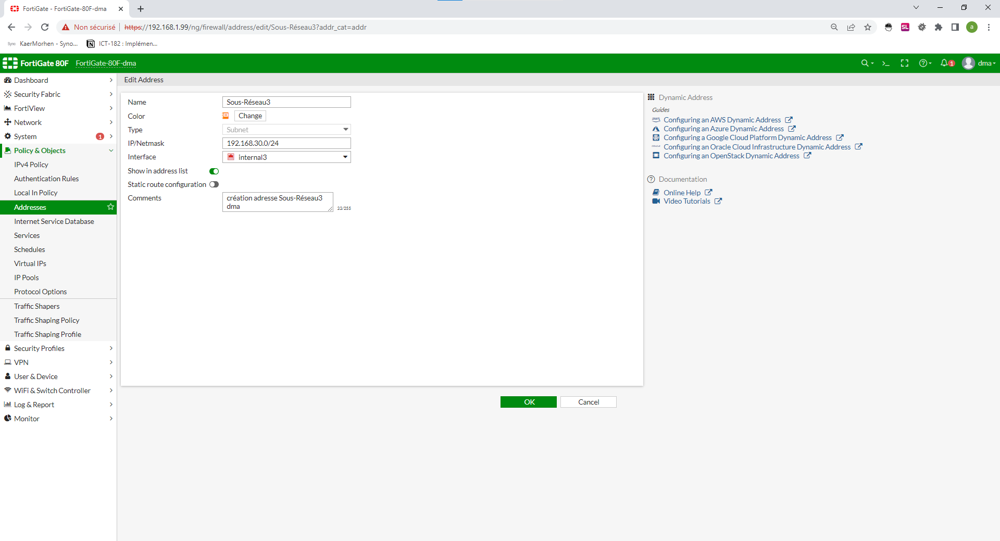 FortiGate - FortiGate-80F-dma
Non sécurisé
https://192.168.1.99/ng/firewall/address/edit/Sous-Réseau3?addr_cat=addr
SL
a
Sync KaerMorhen - Syno...
ICT-182 : Implémen...
FortiGate 80F
FortiGate-80F-dma
1
dma
Dashboard
Security Fabric
FortiView
Network
System
1
Policy & Objects
IPv4 Policy
Authentication Rules
Local In Policy
Addresses
Internet Service Database
Services
Schedules
Virtual IPs
IP Pools
Protocol Options
Traffic Shapers
Traffic Shaping Policy
Traffic Shaping Profile
Security Profiles
VPN
User & Device
WiFi & Switch Controller
Log & Report
Monitor
Edit Address
Name
Sous-Réseau3
Color
Change
Type
Subnet
IP/Netmask
192.168.30.0/24
Interface
internal3
Show in address list
Static route configuration
Comments
création adresse Sous-Réseau3
dma
33/255
OK
Cancel
Dynamic Address
Guides
aws Configuring an AWS Dynamic Address
Configuring an Azure Dynamic Address
Configuring a Google Cloud Platform Dynamic Address
ORACLE Configuring an Oracle Cloud Infrastructure Dynamic Address
Configuring an OpenStack Dynamic Address
Documentation
Online Help
Video Tutorials